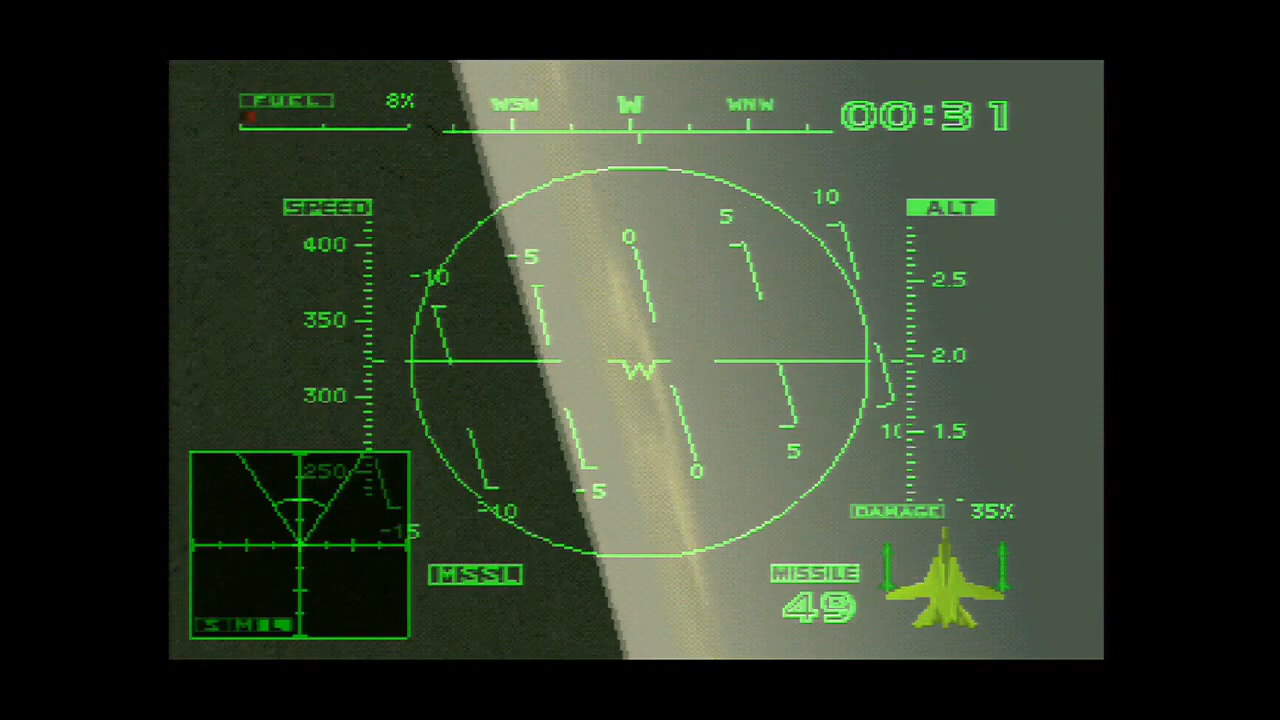 FUEL 8% WSW W WNW 00:31
SPEED 10 ALT
5
0
400 -5 2.5
-10
350 2.0
300 1.5
10
5
250 0
-5
-10 DAMAGE 35%
-15
MSSL MISSILE
49